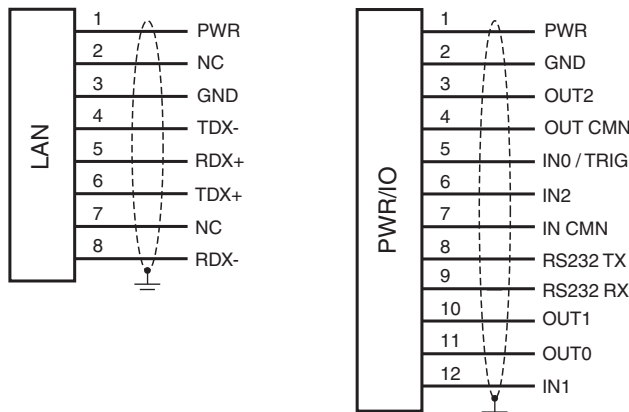 LAN
1 PWR
2 NC
3 GND
4 TDX-
5 RDX+
6 TDX+
7 NC
8 RDX-
PWR/IO
1 PWR
2 GND
3 OUT2
4 OUT CMN
5 IN0 / TRIG
6 IN2
7 IN CMN
8 RS232 TX
9 RS232 RX
10 OUT1
11 OUT0
12 IN1